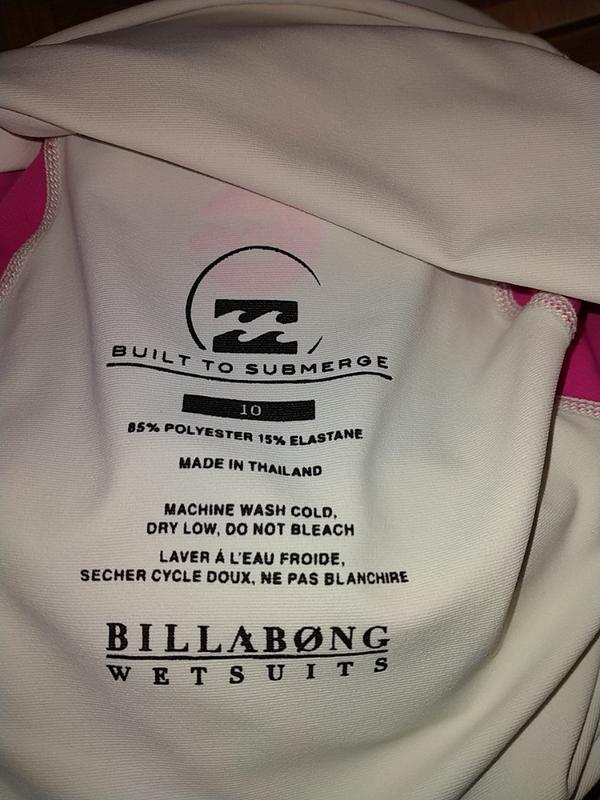 BUILT TO SUBMERGE
10
85% POLYESTER 15% ELASTANE
MADE IN THAILAND
MACHINE WASH COLD,
DRY LOW, DO NOT BLEACH
LAVER Á L'EAU FROIDE,
SECHER CYCLE DOUX, NE PAS BLANCHIRE
BILLABØNG
WETSUITS